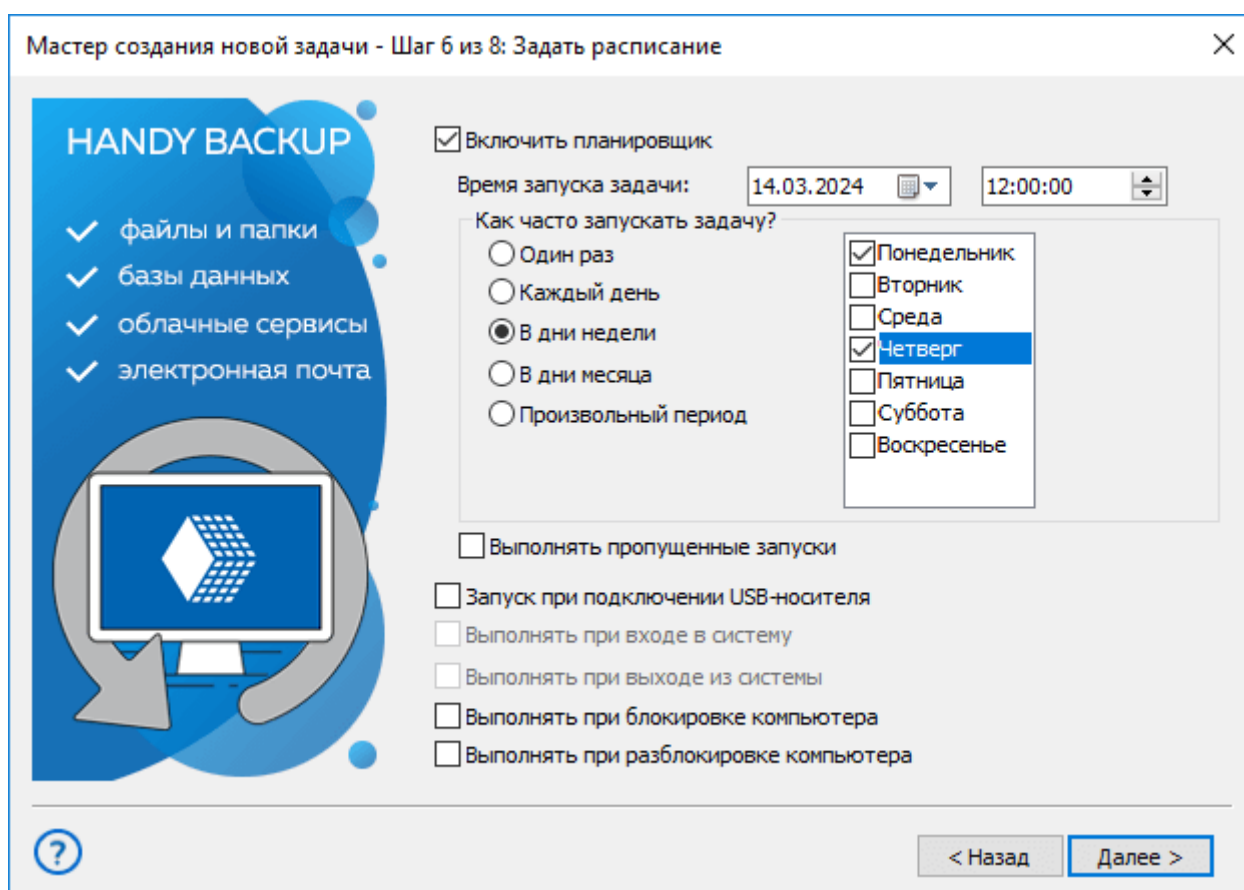 Мастер создания новой задачи - Шаг 6 из 8: Задать расписание
HANDY BACKUP
файлы и папки
базы данных
облачные сервисы
электронная почта
Включить планировщик
Время запуска задачи: 14.03.2024 12:00:00
Как часто запускать задачу?
Один раз
Каждый день
В дни недели
В дни месяца
Произвольный период
Понедельник
Вторник
Среда
Четверг
Пятница
Суббота
Воскресенье
Выполнять пропущенные запуски
Запуск при подключении USB-носителя
Выполнять при входе в систему
Выполнять при выходе из системы
Выполнять при блокировке компьютера
Выполнять при разблокировке компьютера
?
< Назад
Далее >